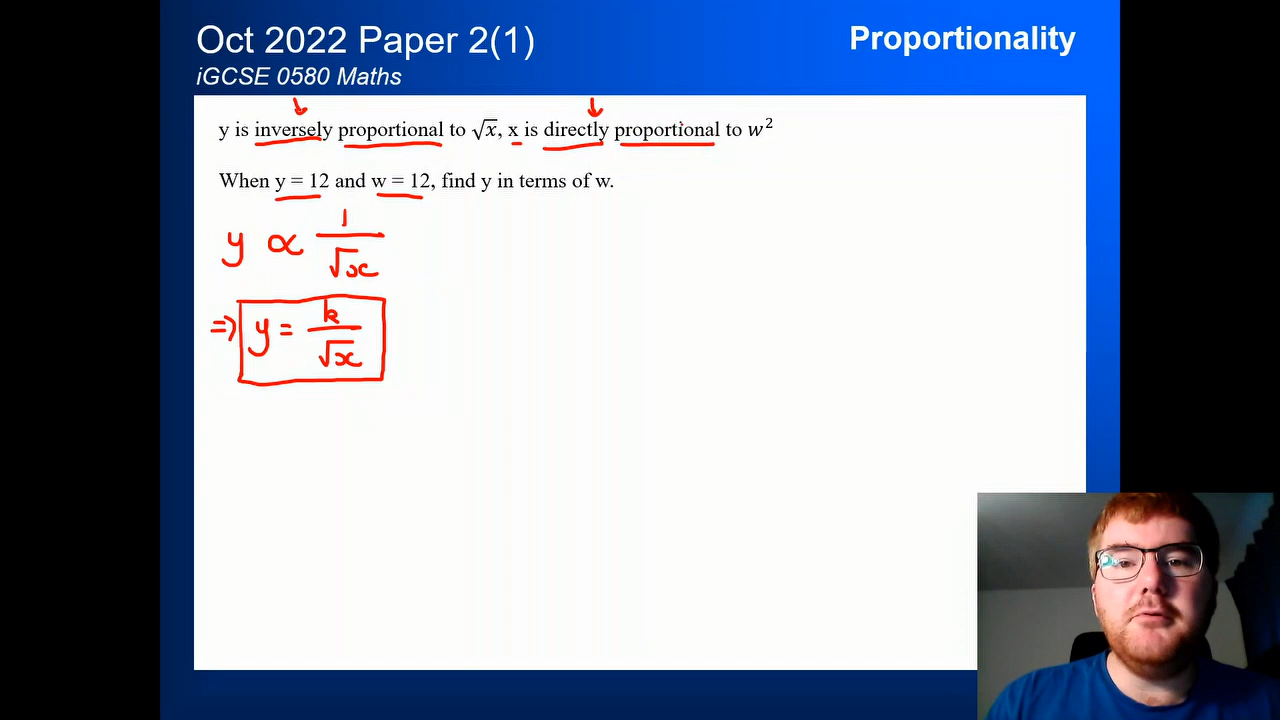 Oct 2022 Paper 2(1)
Proportionality
iGCSE 0580 Maths
y is inversely proportional to √x, x is directly proportional to w²
When y = 12 and w = 12, find y in terms of w.
y ∝ 1/√x
⇒ y = k/√x